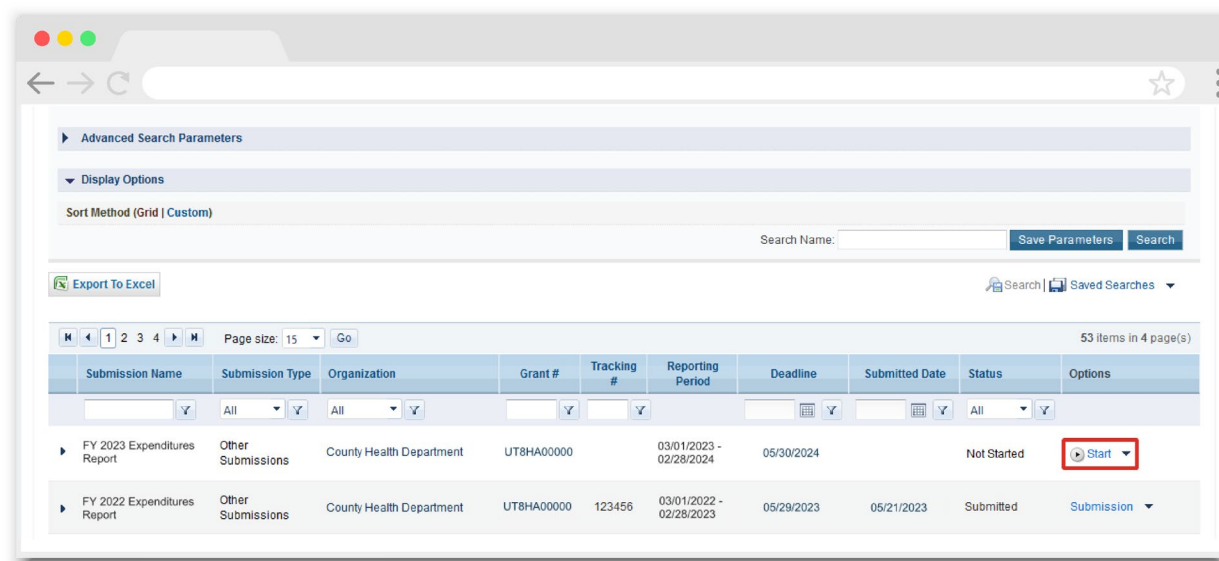 Advanced Search Parameters
Display Options
Sort Method (Grid | Custom)
Search Name: Save Parameters Search
Export To Excel Search | Saved Searches
1 2 3 4 Page size: 15 Go 53 items in 4 page(s)
Submission Name Submission Type Organization Grant # Tracking # Reporting Period Deadline Submitted Date Status Options
All All All
FY 2023 Expenditures Report Other Submissions County Health Department UT8HA00000 03/01/2023 - 02/28/2024 05/30/2024 Not Started Start
FY 2022 Expenditures Report Other Submissions County Health Department UT8HA00000 123456 03/01/2022 - 02/28/2023 05/29/2023 05/21/2023 Submitted Submission